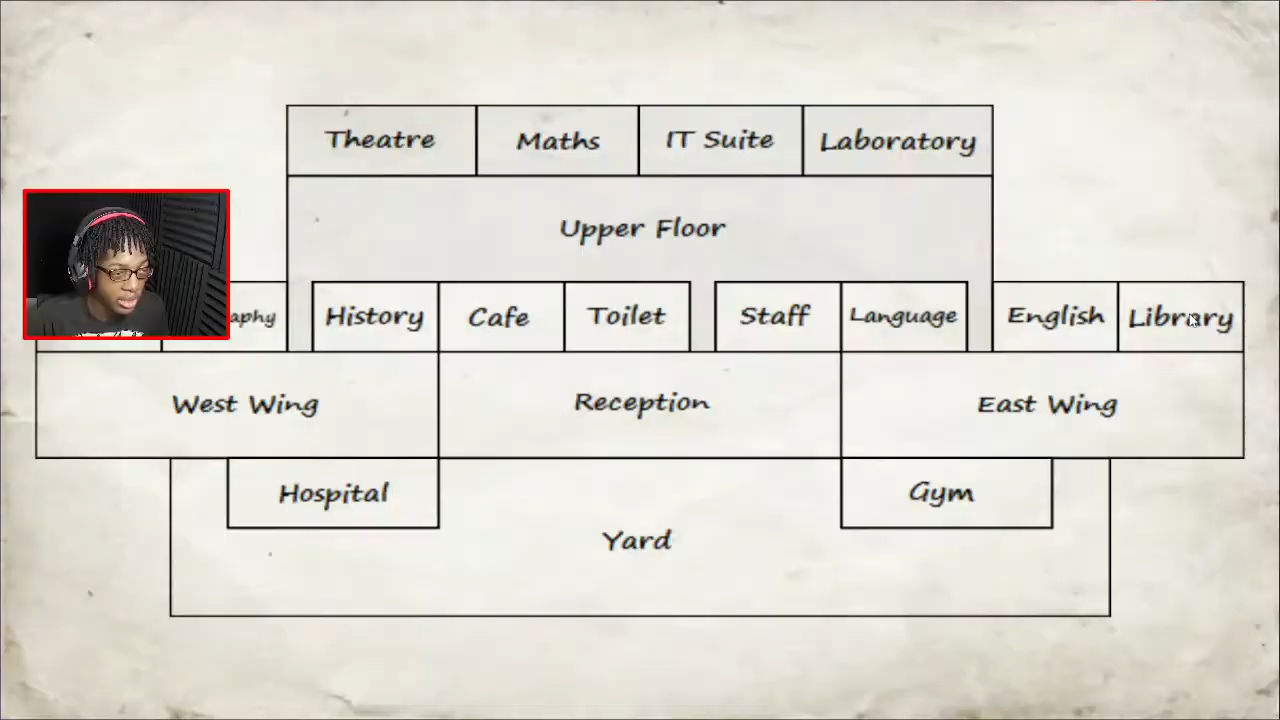 Theatre Maths IT Suite Laboratory
Upper Floor
History Cafe Toilet Staff Language English Library
West Wing Reception East Wing
Hospital Gym
Yard